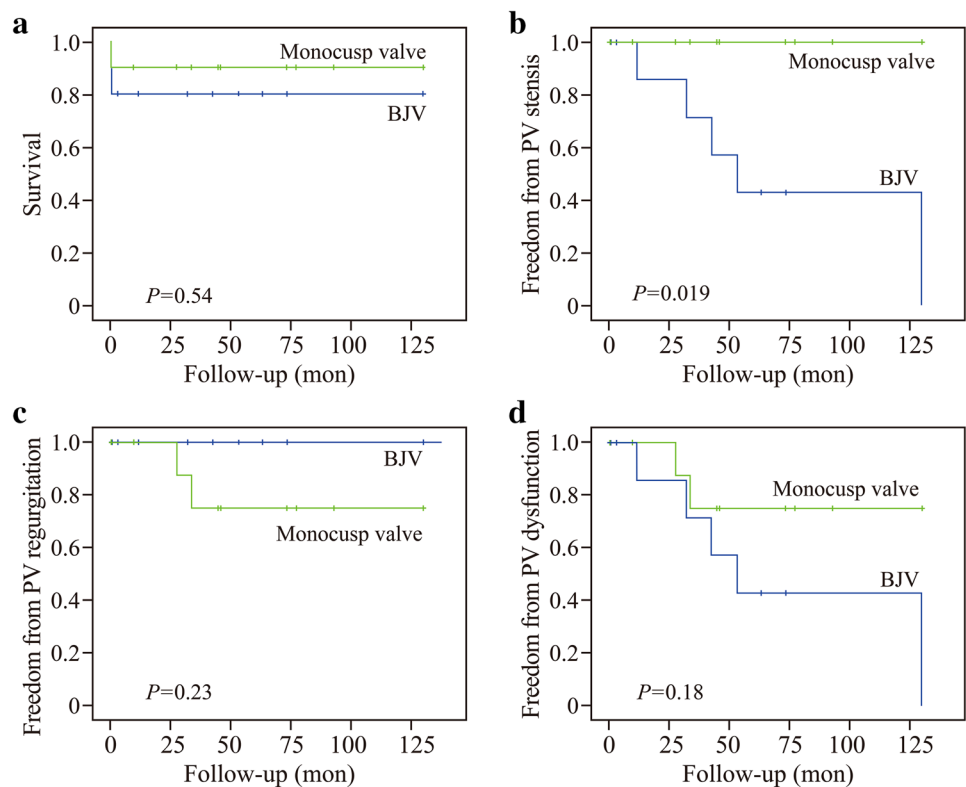 a
Survival
1.0
0.8
0.6
0.4
0.2
0
Monocusp valve
BJV
P=0.54
0 25 50 75 100 125
Follow-up (mon)
b
Freedom from PV stensis
1.0
0.8
0.6
0.4
0.2
0
Monocusp valve
BJV
P=0.019
0 25 50 75 100 125
Follow-up (mon)
c
Freedom from PV regurgitation
1.0
0.8
0.6
0.4
0.2
0
BJV
Monocusp valve
P=0.23
0 25 50 75 100 125
Follow-up (mon)
d
Freedom from PV dysfunction
1.0
0.8
0.6
0.4
0.2
0
Monocusp valve
BJV
P=0.18
0 25 50 75 100 125
Follow-up (mon)